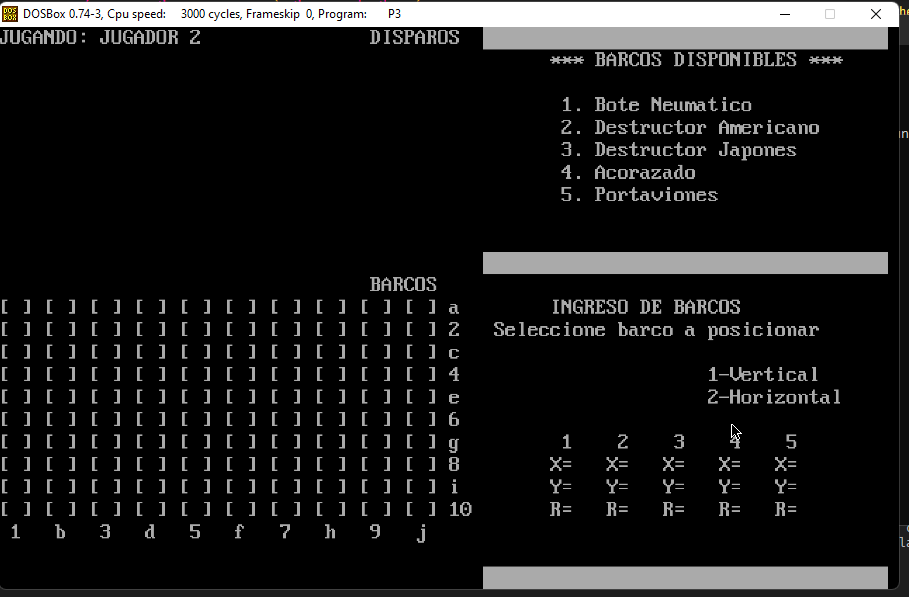 DOSBox 0.74-3, Cpu speed: 3000 cycles, Frameskip 0, Program: P3
JUGANDO: JUGADOR 2 DISPAROS
*** BARCOS DISPONIBLES ***
1. Bote Neumatico
2. Destructor Americano
3. Destructor Japones
4. Acorazado
5. Portaviones
BARCOS
[ ] [ ] [ ] [ ] [ ] [ ] [ ] [ ] [ ] [ ] a
[ ] [ ] [ ] [ ] [ ] [ ] [ ] [ ] [ ] [ ] 2
[ ] [ ] [ ] [ ] [ ] [ ] [ ] [ ] [ ] [ ] c
[ ] [ ] [ ] [ ] [ ] [ ] [ ] [ ] [ ] [ ] 4
[ ] [ ] [ ] [ ] [ ] [ ] [ ] [ ] [ ] [ ] e
[ ] [ ] [ ] [ ] [ ] [ ] [ ] [ ] [ ] [ ] 6
[ ] [ ] [ ] [ ] [ ] [ ] [ ] [ ] [ ] [ ] g
[ ] [ ] [ ] [ ] [ ] [ ] [ ] [ ] [ ] [ ] 8
[ ] [ ] [ ] [ ] [ ] [ ] [ ] [ ] [ ] [ ] i
[ ] [ ] [ ] [ ] [ ] [ ] [ ] [ ] [ ] [ ] 10
1 b 3 d 5 f 7 h 9 j
INGRESO DE BARCOS
Seleccione barco a posicionar
1-Vertical
2-Horizontal
1 2 3 4 5
X= X= X= X= X=
Y= Y= Y= Y= Y=
R= R= R= R= R=